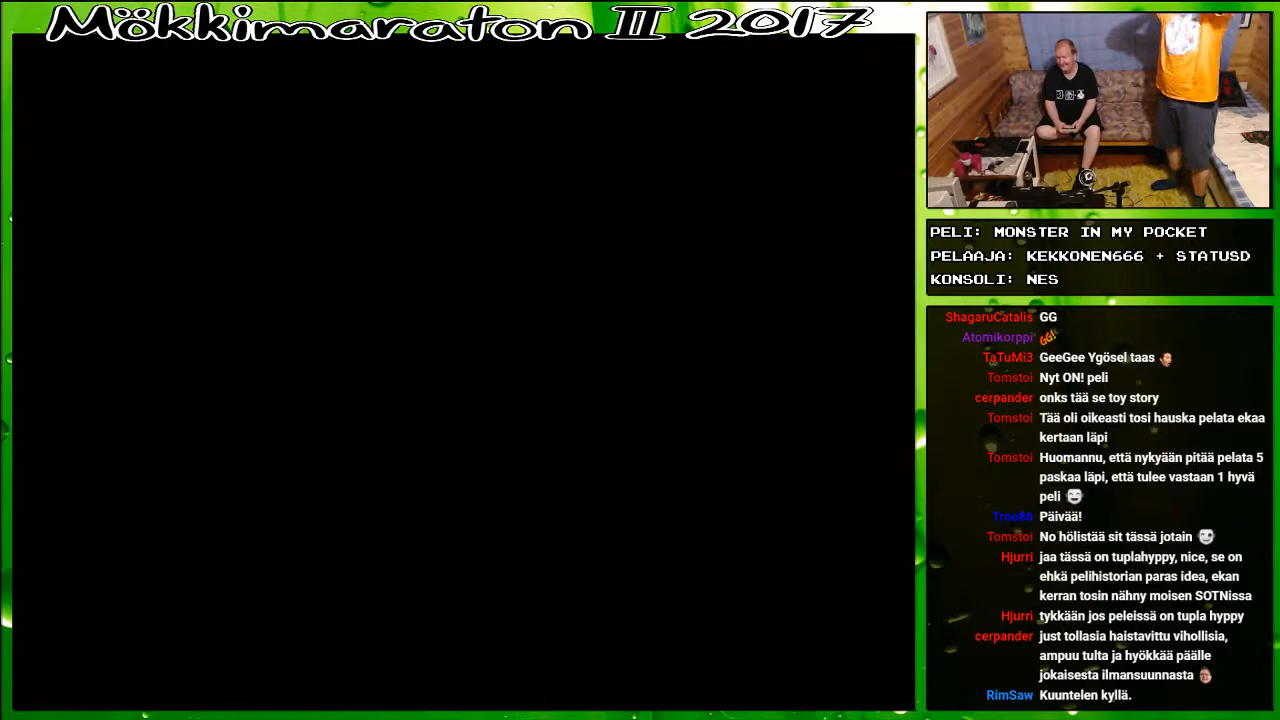 Mökkimaraton II 2017
PELI: MONSTER IN MY POCKET
PELAAJA: KEKKONEN666 + STATUSD
KONSOLI: NES
ShagaruCatalis GG
Atomikorppi GG!
TaTuMi3 GeeGee Ygösel taas
Tomstoi Nyt ON! peli
cerpander onks tää se toy story
Tomstoi Tää oli oikeasti tosi hauska pelata ekaa
kertaan läpi
Tomstoi Huomannu, että nykyään pitää pelata 5
paskaa läpi, että tulee vastaan 1 hyvä
peli
Troo86 Päivää!
Tomstoi No hölistää sit tässä jotain
Hjurri jaa tässä on tuplahyppy, nice, se on
ehkä pelihistorian paras idea, ekan
kerran tosin nähny moisen SOTNissa
Hjurri tykkään jos peleissä on tupla hyppy
cerpander just tollasia haistavittu vihollisia,
ampuu tulta ja hyökkää päälle
jokaisesta ilmansuunnasta
RimSaw Kuuntelen kyllä.